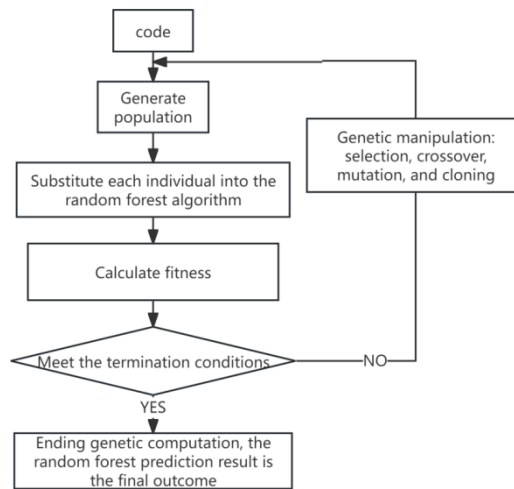 code
Generate
population
Genetic manipulation:
selection, crossover,
mutation, and cloning
Substitute each individual into the
random forest algorithm
Calculate fitness
Meet the termination conditions
NO
YES
Ending genetic computation, the
random forest prediction result is
the final outcome